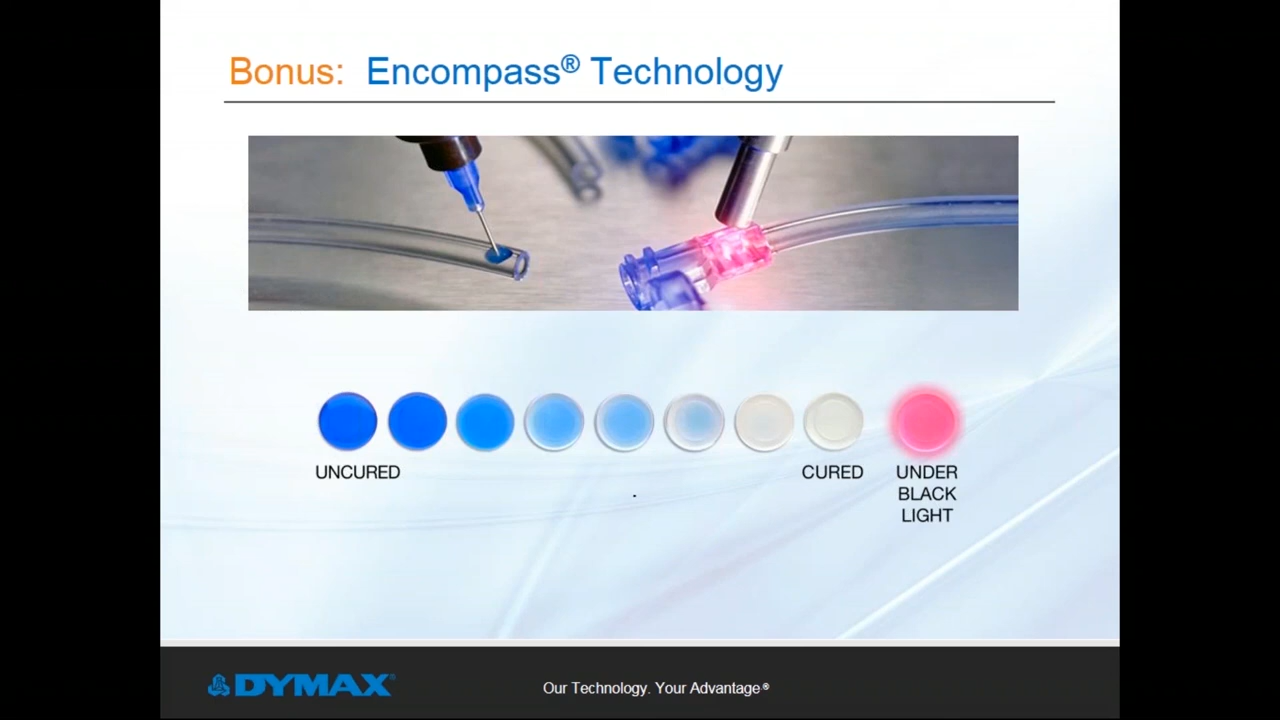 Bonus: Encompass® Technology
UNCURED
CURED
UNDER
BLACK
LIGHT
DYMAX®
Our Technology. Your Advantage®